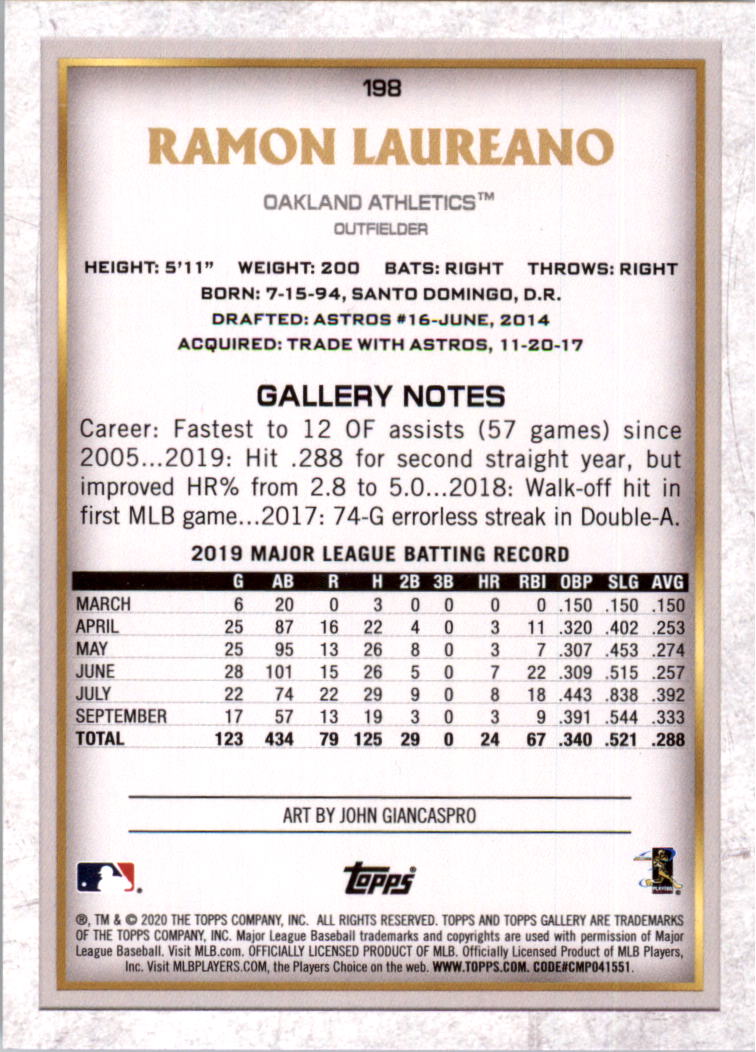 198
RAMON LAUREANO
OAKLAND ATHLETICS™
OUTFIELDER
HEIGHT: 5'11" WEIGHT: 200 BATS: RIGHT THROWS: RIGHT
BORN: 7-15-94, SANTO DOMINGO, D.R.
DRAFTED: ASTROS #16-JUNE, 2014
ACQUIRED: TRADE WITH ASTROS, 11-20-17
GALLERY NOTES
Career: Fastest to 12 OF assists (57 games) since
2005...2019: Hit .288 for second straight year, but
improved HR% from 2.8 to 5.0...2018: Walk-off hit in
first MLB game...2017: 74-G errorless streak in Double-A.
2019 MAJOR LEAGUE BATTING RECORD
G AB R H 2B 3B HR RBI OBP SLG AVG
MARCH 6 20 0 3 0 0 0 0 .150 .150 .150
APRIL 25 87 16 22 4 0 3 11 .320 .402 .253
MAY 25 95 13 26 8 0 3 7 .307 .453 .274
JUNE 28 101 15 26 5 0 7 22 .309 .515 .257
JULY 22 74 22 29 9 0 8 18 .443 .838 .392
SEPTEMBER 17 57 13 19 3 0 3 9 .391 .544 .333
TOTAL 123 434 79 125 29 0 24 67 .340 .521 .288
ART BY JOHN GIANCASPRO
topps
PLAYERS
®, TM & © 2020 THE TOPPS COMPANY, INC. ALL RIGHTS RESERVED. TOPPS AND TOPPS GALLERY ARE TRADEMARKS
OF THE TOPPS COMPANY, INC. Major League Baseball trademarks and copyrights are used with permission of Major
League Baseball. Visit MLB.com. OFFICIALLY LICENSED PRODUCT OF MLB. Officially Licensed Product of MLB Players,
Inc. Visit MLBPLAYERS.COM, the Players Choice on the web. WWW.TOPPS.COM. CODE#CMP041551.